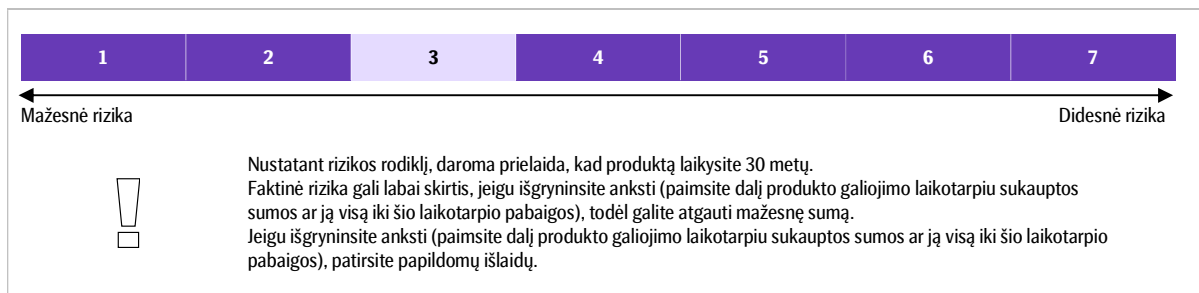 1 2 3 4 5 6 7
Mažesnė rizika Didesnė rizika
Nustatant rizikos rodiklį, daroma prielaida, kad produktą laikysite 30 metų.
Faktinė rizika gali labai skirtis, jeigu išgryninsite anksti (paimsite dalį produkto galiojimo laikotarpiu sukauptos
sumos ar ją visą iki šio laikotarpio pabaigos), todėl galite atgauti mažesnę sumą.
Jeigu išgryninsite anksti (paimsite dalį produkto galiojimo laikotarpiu sukauptos sumos ar ją visą iki šio laikotarpio
pabaigos), patirsite papildomų išlaidų.